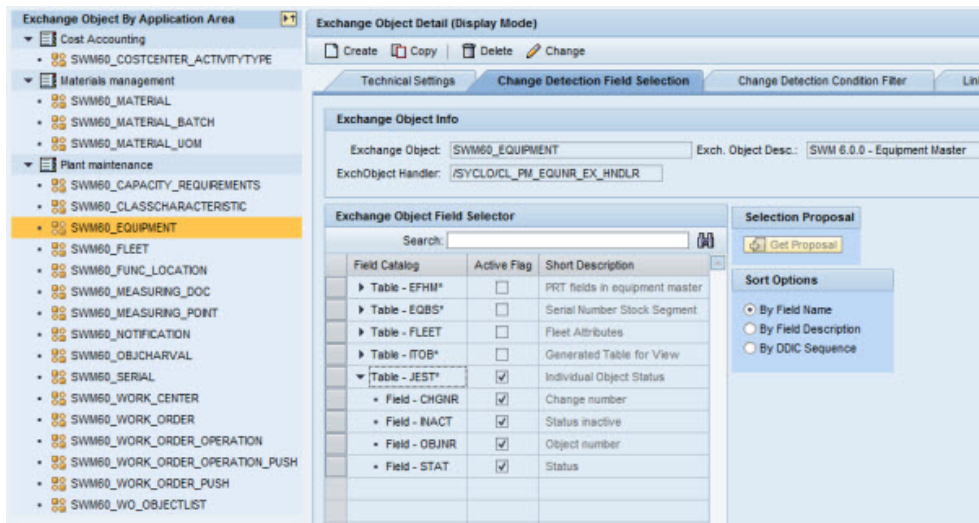 Exchange Object By Application Area
Cost Accounting
SWM60_COSTCENTER_ACTIVITYTYPE
Materials management
SWM60_MATERIAL
SWM60_MATERIAL_BATCH
SWM60_MATERIAL_UOM
Plant maintenance
SWM60_CAPACITY_REQUIREMENTS
SWM60_CLASSCHARACTERISTIC
SWM60_EQUIPMENT
SWM60_FLEET
SWM60_FUNC_LOCATION
SWM60_MEASURING_DOC
SWM60_MEASURING_POINT
SWM60_NOTIFICATION
SWM60_OBJCHARVAL
SWM60_SERIAL
SWM60_WORK_CENTER
SWM60_WORK_ORDER
SWM60_WORK_ORDER_OPERATION
SWM60_WORK_ORDER_OPERATION_PUSH
SWM60_WORK_ORDER_PUSH
SWM60_WO_OBJECTLIST
Exchange Object Detail (Display Mode)
Create Copy Delete Change
Technical Settings Change Detection Field Selection Change Detection Condition Filter Lin
Exchange Object Info
Exchange Object: SWM60_EQUIPMENT Exch. Object Desc.: SWM 6.0.0 - Equipment Master
ExchObject Handler: /SYCLO/CL_PM_EQUNR_EX_HNDLR
Exchange Object Field Selector
Search:
Field Catalog Active Flag Short Description
Table - EFHM* PRT fields in equipment master
Table - EQBS* Serial Number Stock Segment
Table - FLEET Fleet Attributes
Table - ITOB* Generated Table for View
Table - JEST* Individual Object Status
Field - CHGNR Change number
Field - INACT Status inactive
Field - OBJNR Object number
Field - STAT Status
Selection Proposal
Get Proposal
Sort Options
By Field Name
By Field Description
By DDIC Sequence